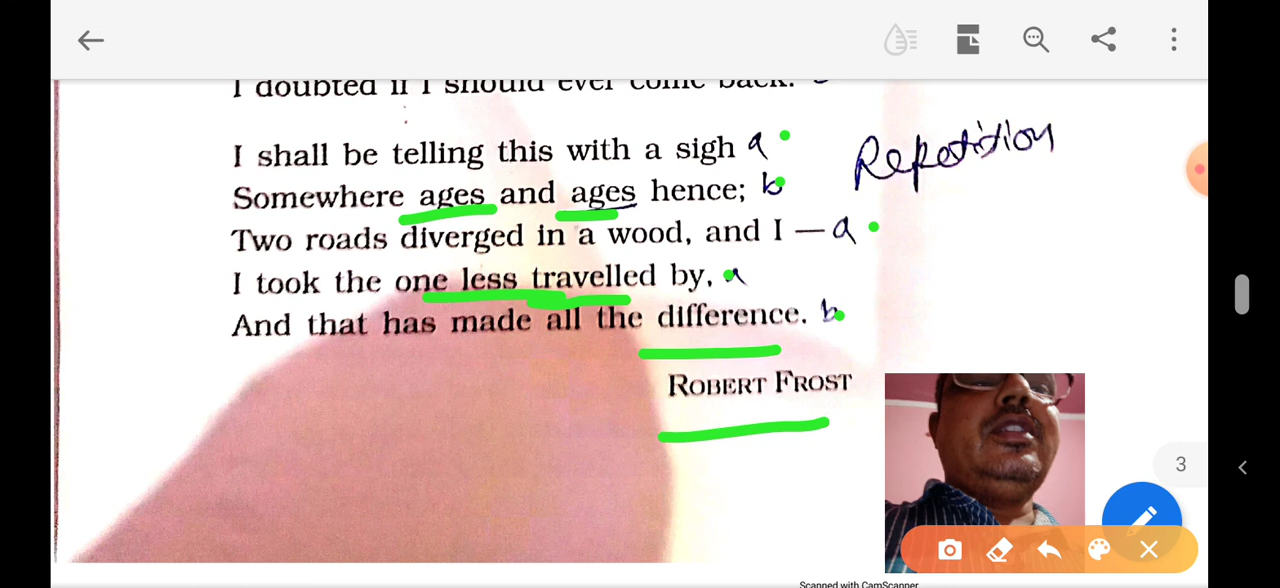 I doubted if I should ever come back.
I shall be telling this with a sigh a
Somewhere ages and ages hence; b
Two roads diverged in a wood, and I — a
I took the one less travelled by, a
And that has made all the difference. b
Repetition
ROBERT FROST
3
Scanned with CamScanner